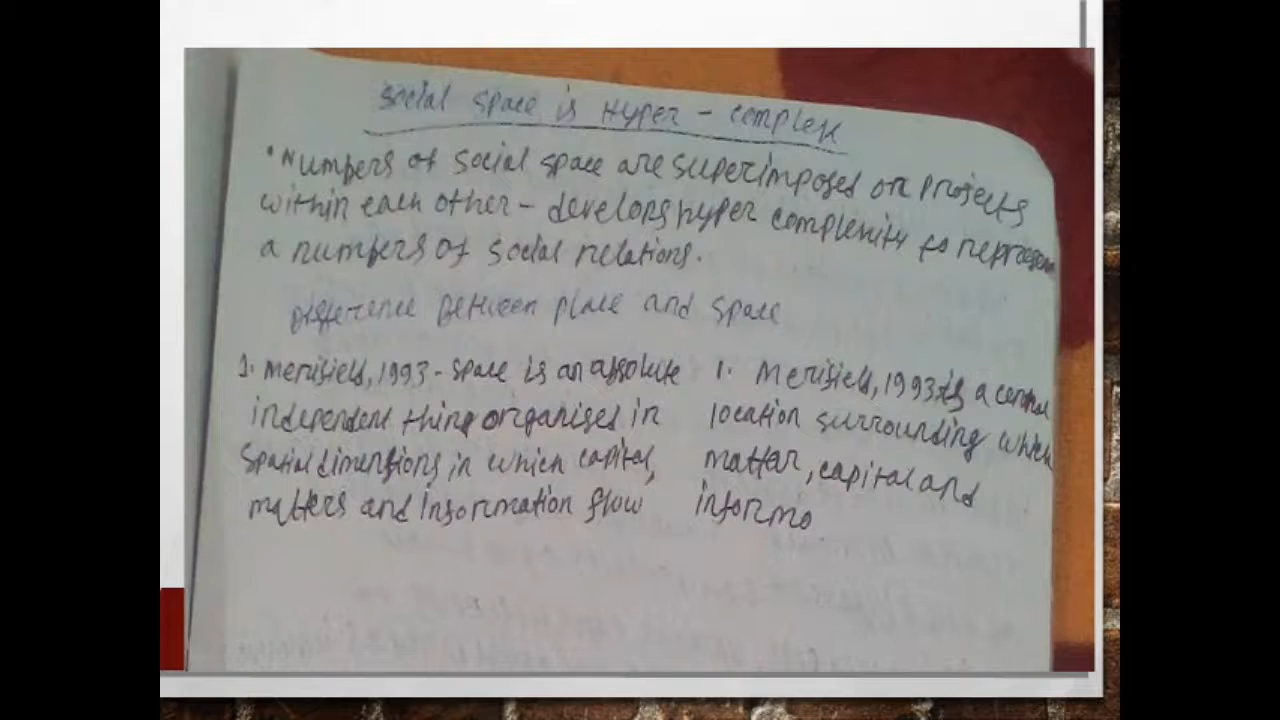 Social space is Hyper - complex
• Numbers of social space are superimposed or projects
within each other - develops hyper complexity to represen
a numbers of social relations.
Difference Between place and space
1. Merifield, 1993 - space is an absolute
independent thing organised in
spatial dimensions in which capital,
matters and information flow
1. Merifield, 1993 is a central
location surrounding which
matter, capital and
informa